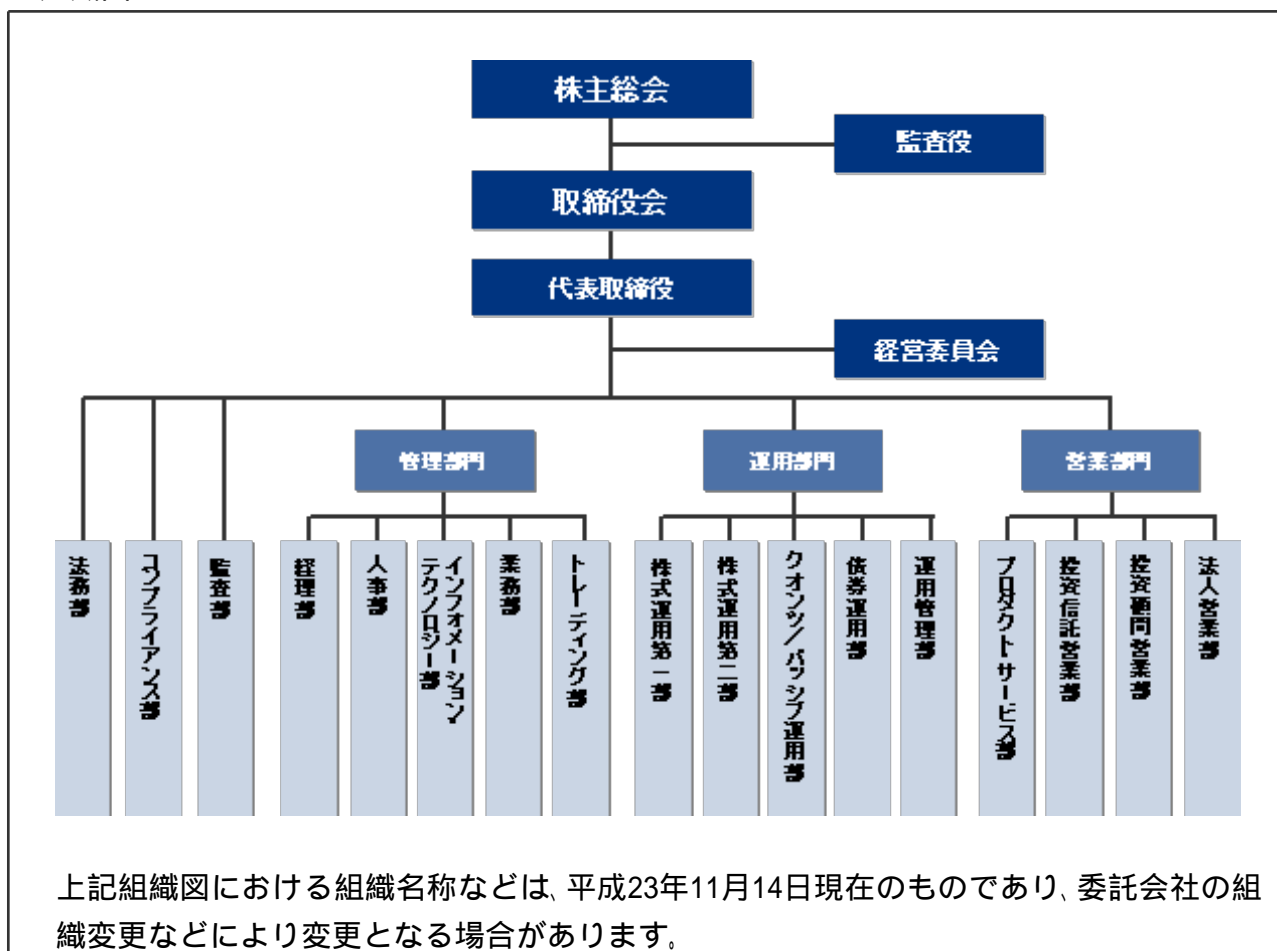 株主総会
監査役
取締役会
代表取締役
経営委員会
管理部門
運用部門
営業部門
法務部
コンプライアンス部
監査部
経理部
人事部
インフォメーション
テクノロジー部
業務部
トレーディング部
株式運用第一部
株式運用第二部
クオンツ/パッシブ運用部
債券運用部
運用管理部
プロダクトサービス部
投資信託営業部
投資顧問営業部
法人営業部
上記組織図における組織名称などは、平成23年11月14日現在のものであり、委託会社の組
織変更などにより変更となる場合があります。